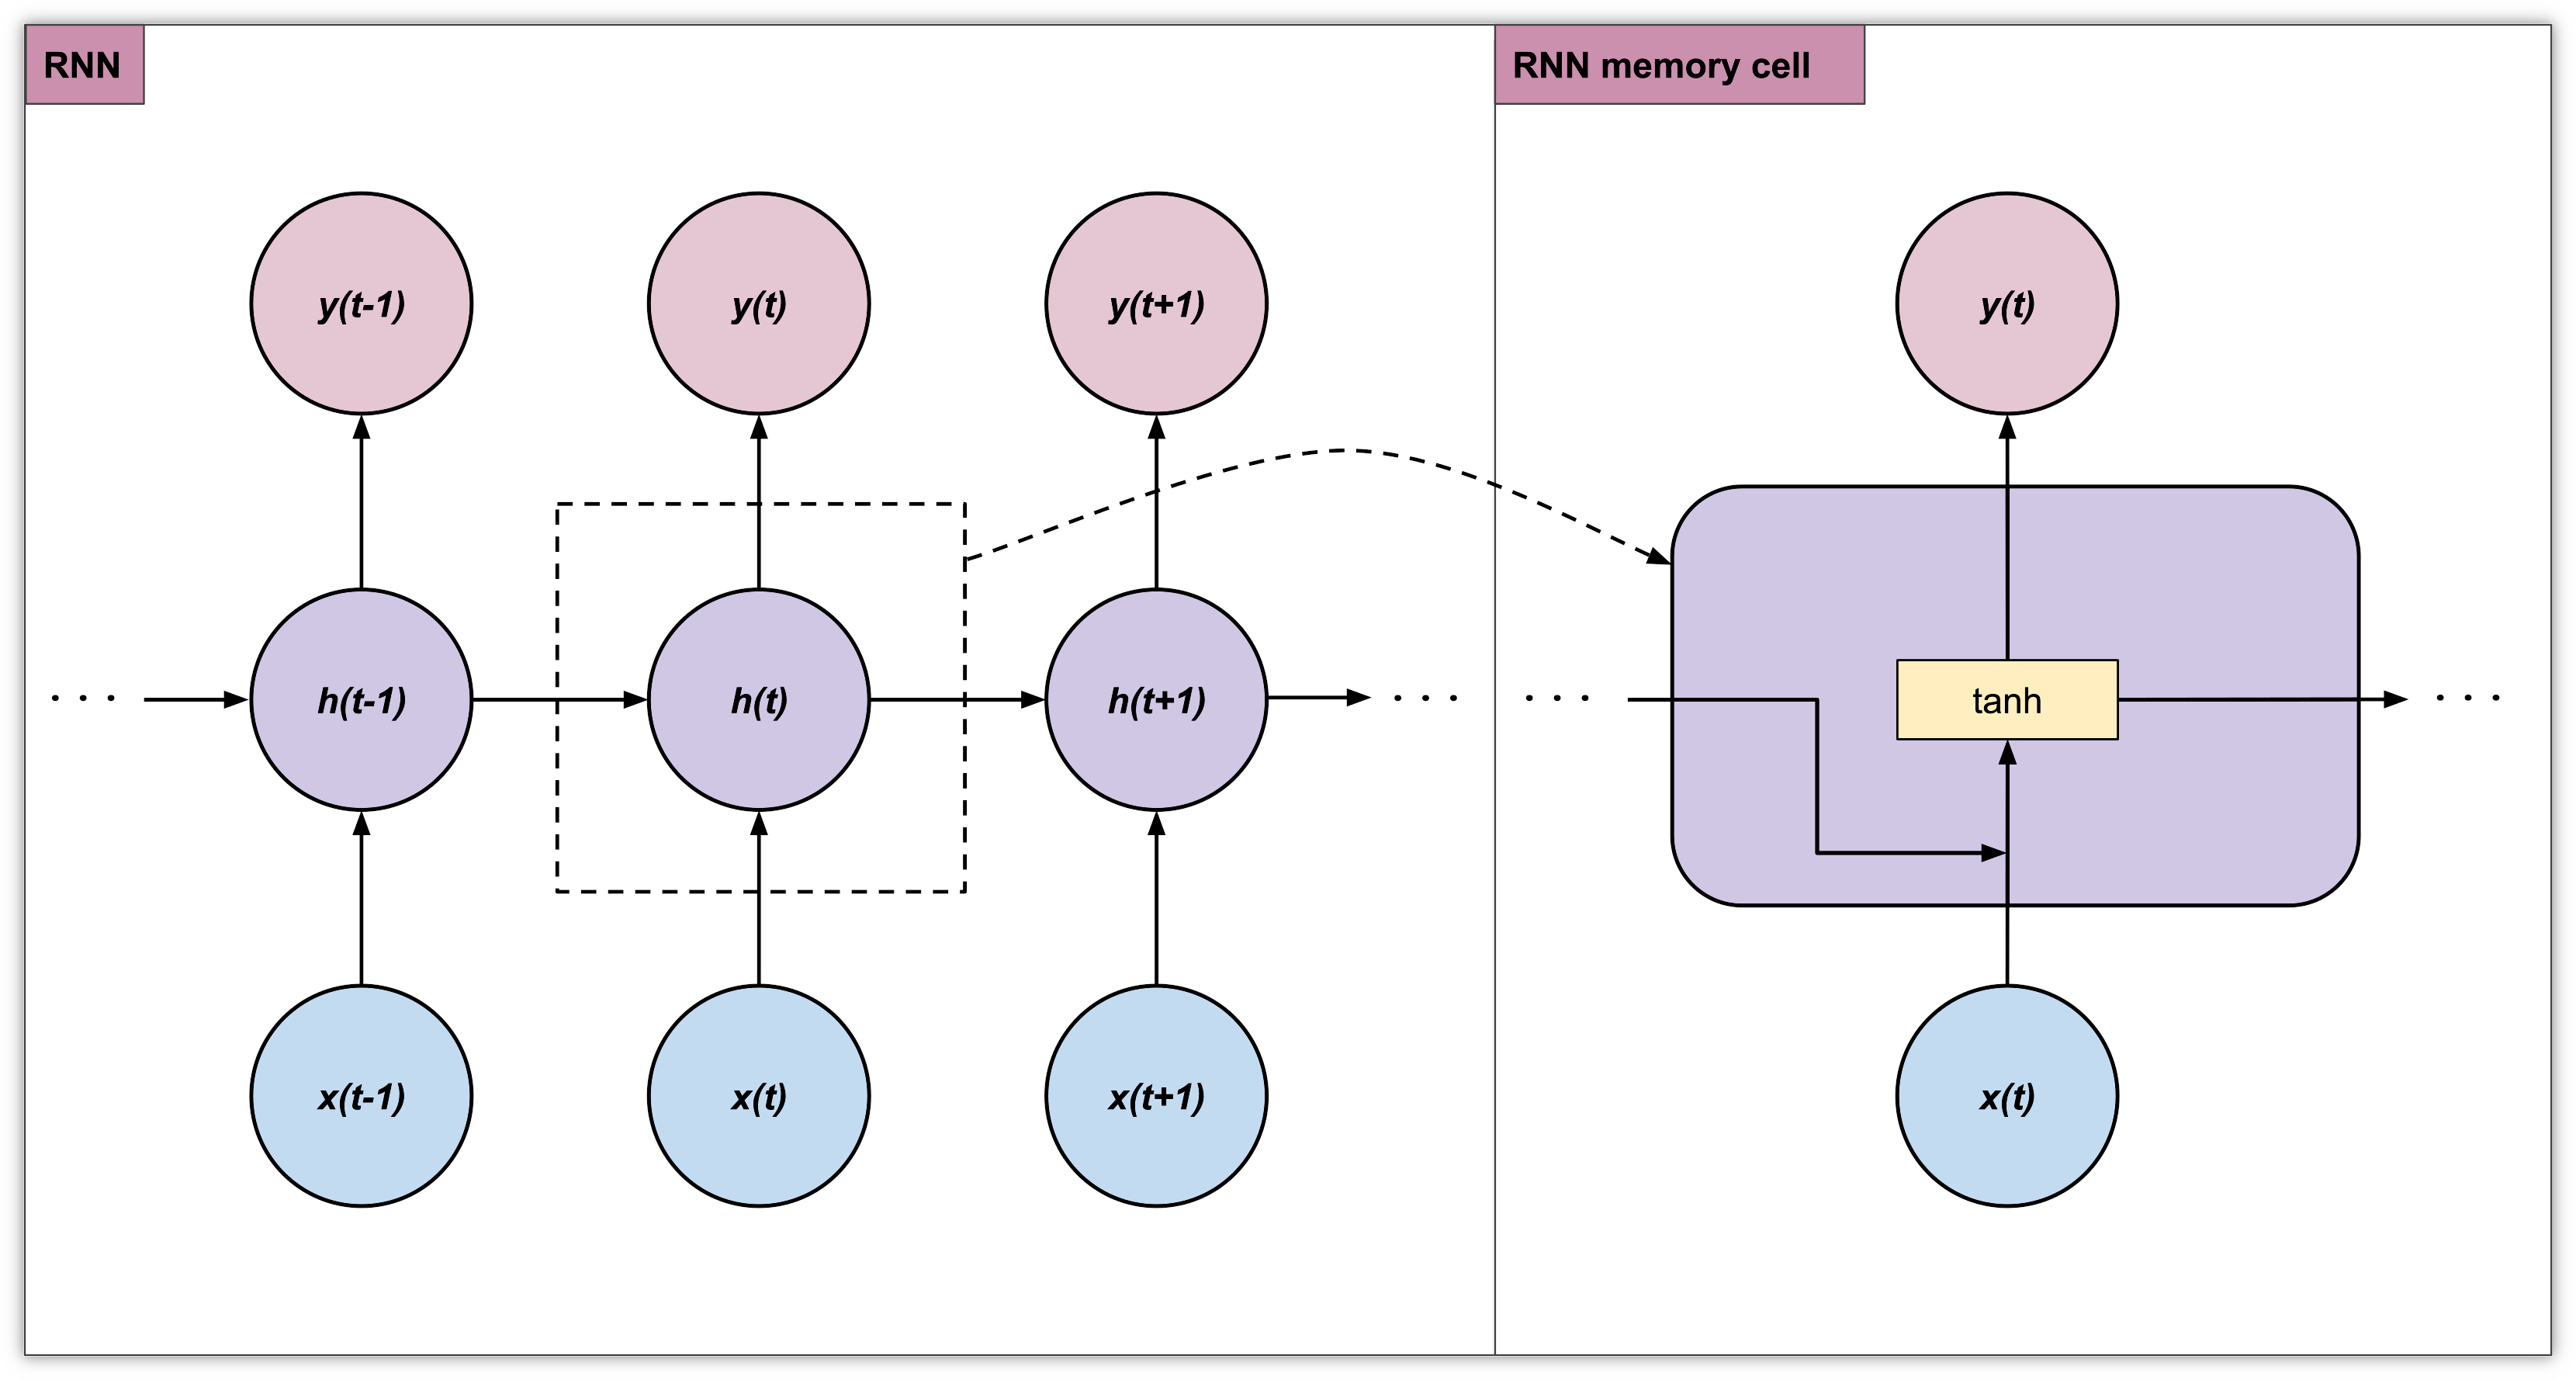 RNN
RNN memory cell
y(t-1)
y(t)
y(t+1)
y(t)
. . .
h(t-1)
h(t)
h(t+1)
. . .
. . .
tanh
. . .
x(t-1)
x(t)
x(t+1)
x(t)